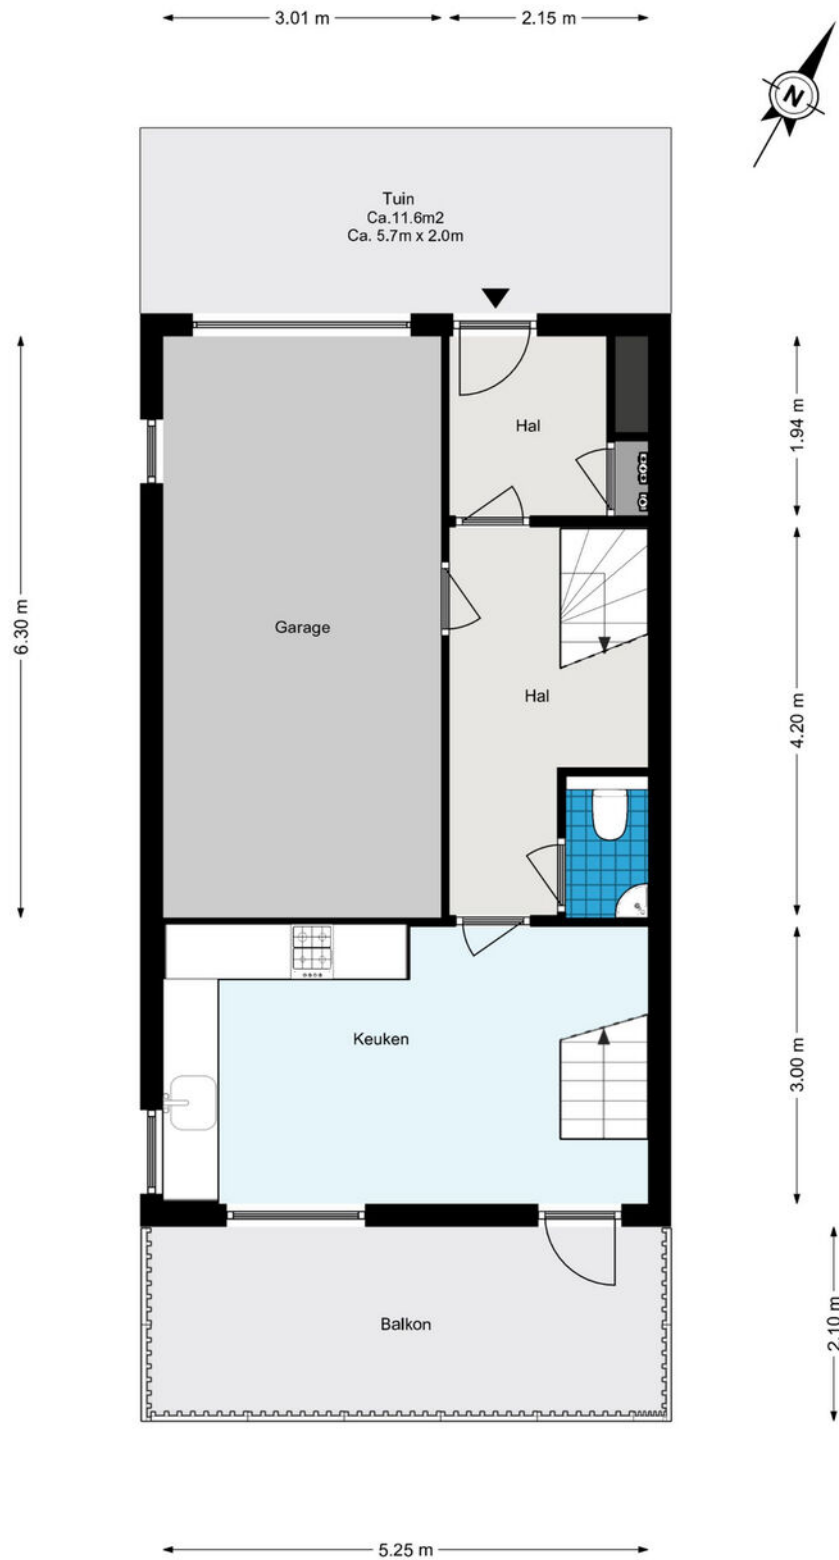 3.01 m
2.15 m
N
Tuin
Ca.11.6m2
Ca. 5.7m x 2.0m
Hal
1.94 m
6.30 m
Garage
Hal
4.20 m
Keuken
3.00 m
Balkon
2.10 m
5.25 m